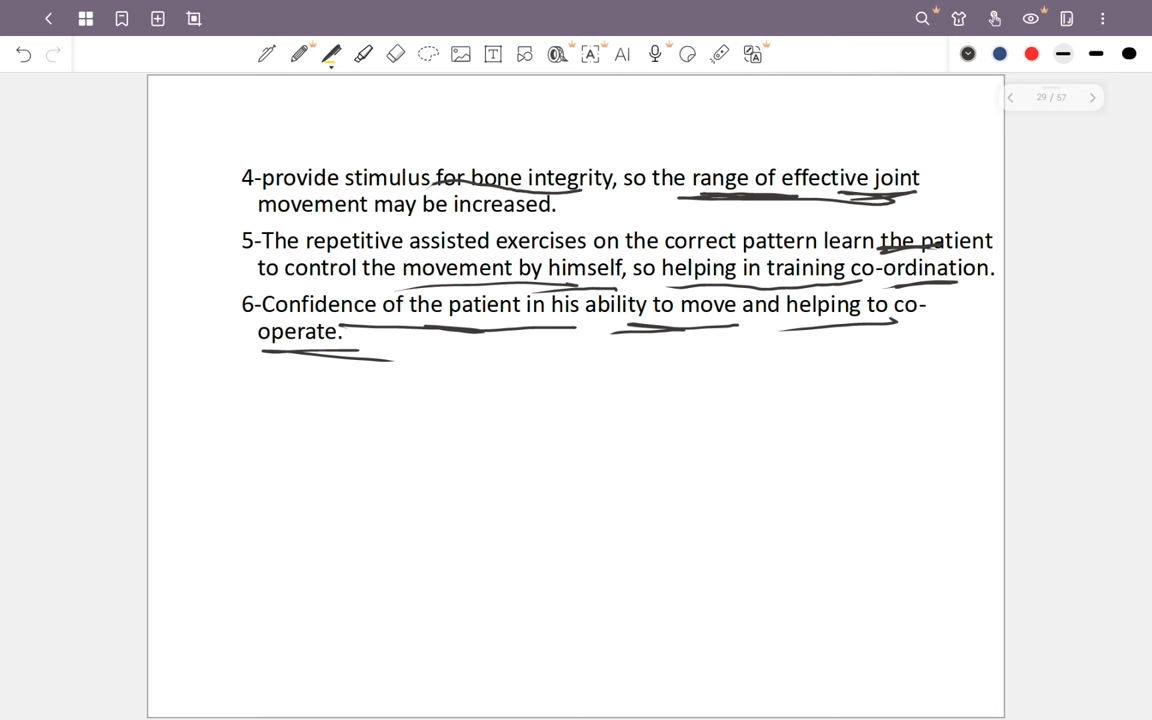 AI
29 / 57
4-provide stimulus for bone integrity, so the range of effective joint
movement may be increased.
5-The repetitive assisted exercises on the correct pattern learn the patient
to control the movement by himself, so helping in training co-ordination.
6-Confidence of the patient in his ability to move and helping to co-
operate.